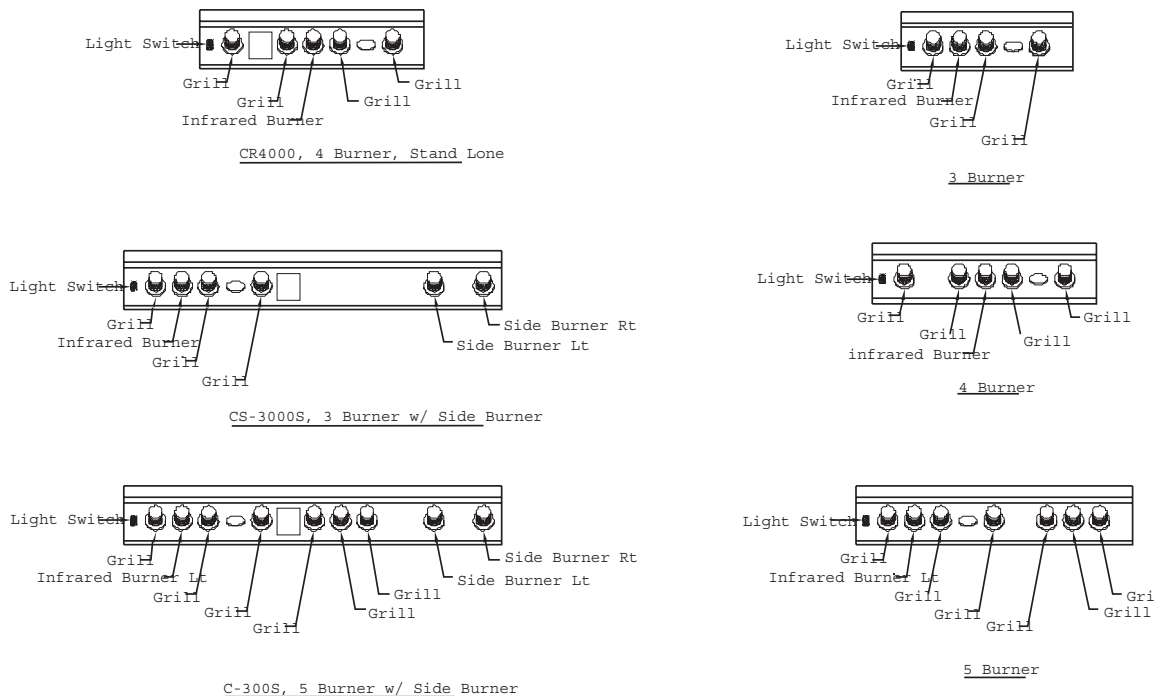 Light Switch
Grill
Grill
Infrared Burner
Grill
Grill
CR4000, 4 Burner, Stand Lone
Light Switch
Grill
Infrared Burner
Grill
Grill
3 Burner
Light Switch
Grill
Infrared Burner
Grill
Grill
Side Burner Rt
Side Burner Lt
CS-3000S, 3 Burner w/ Side Burner
Light Switch
Grill
Grill
infrared Burner
Grill
Grill
4 Burner
Light Switch
Grill
Infrared Burner Lt
Grill
Grill
Grill
Grill
Grill
Side Burner Rt
Side Burner Lt
C-300S, 5 Burner w/ Side Burner
Light Switch
Grill
Infrared Burner Lt
Grill
Grill
Grill
Grill
Gri
5 Burner